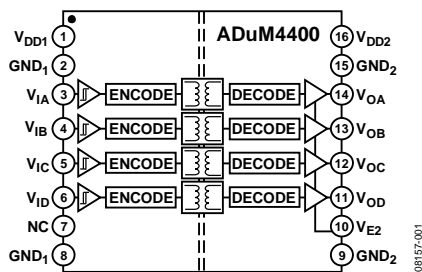 ADuM4400
VDD1 1
16 VDD2
GND1 2
15 GND2
VIA 3 ENCODE DECODE 14 VOA
VIB 4 ENCODE DECODE 13 VOB
VIC 5 ENCODE DECODE 12 VOC
VID 6 ENCODE DECODE 11 VOD
NC 7
10 VE2
GND1 8
9 GND2
08157-001